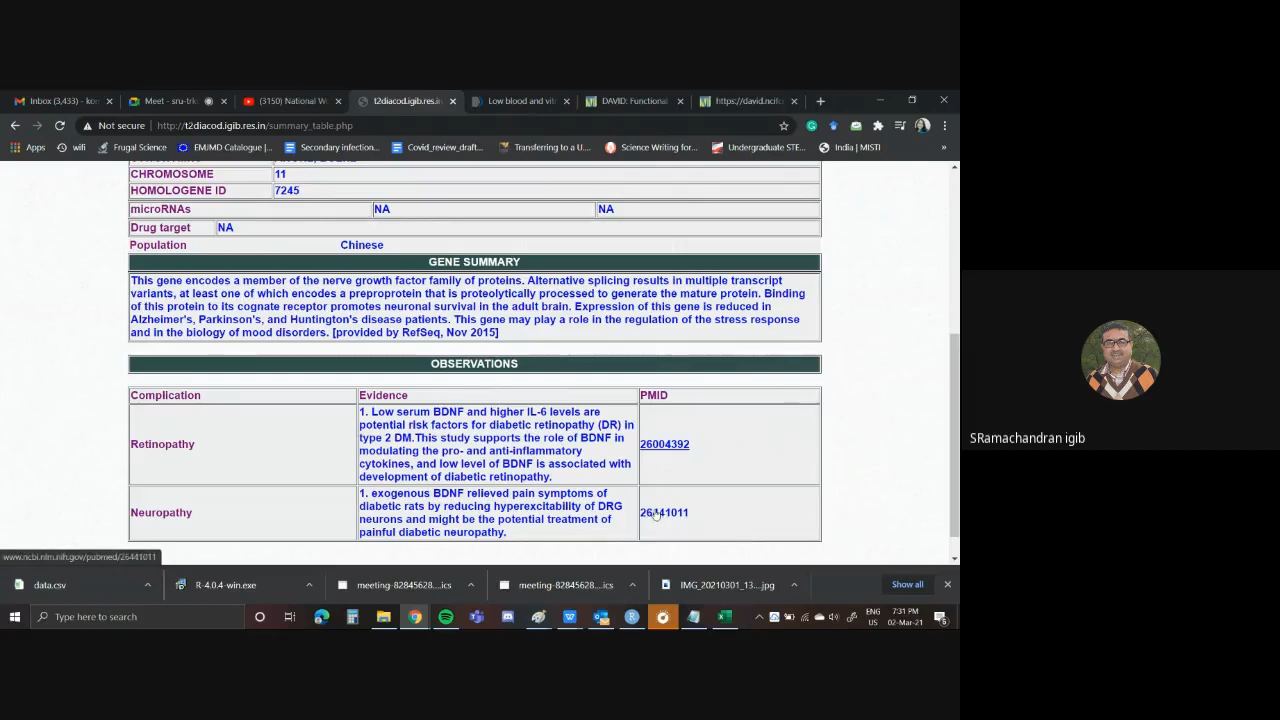 Inbox (3,433) - kom
Meet - sru-trk
(3150) National W
t2diacod.igib.res.in
Low blood and vit
DAVID: Functional
https://david.ncifc
Not secure
http://t2diacod.igib.res.in/summary_table.php
Apps
wifi
Frugal Science
EMJMD Catalogue |...
Secondary infection...
Covid_review_draft...
Transferring to a U...
Science Writing for...
Undergraduate STE...
India | MISTI
CHROMOSOME 11
HOMOLOGENE ID 7245
microRNAs NA NA
Drug target NA
Population Chinese
GENE SUMMARY
This gene encodes a member of the nerve growth factor family of proteins. Alternative splicing results in multiple transcript
variants, at least one of which encodes a preproprotein that is proteolytically processed to generate the mature protein. Binding
of this protein to its cognate receptor promotes neuronal survival in the adult brain. Expression of this gene is reduced in
Alzheimer's, Parkinson's, and Huntington's disease patients. This gene may play a role in the regulation of the stress response
and in the biology of mood disorders. [provided by RefSeq, Nov 2015]
OBSERVATIONS
Complication Evidence PMID
Retinopathy
1. Low serum BDNF and higher IL-6 levels are
potential risk factors for diabetic retinopathy (DR) in
type 2 DM.This study supports the role of BDNF in
modulating the pro- and anti-inflammatory
cytokines, and low level of BDNF is associated with
development of diabetic retinopathy.
26004392
Neuropathy
1. exogenous BDNF relieved pain symptoms of
diabetic rats by reducing hyperexcitability of DRG
neurons and might be the potential treatment of
painful diabetic neuropathy.
26441011
www.ncbi.nlm.nih.gov/pubmed/26441011
SRamachandran igib
data.csv
R-4.0.4-win.exe
meeting-82845628....ics
meeting-82845628....ics
IMG_20210301_13....jpg
Show all
Type here to search
ENG
US
7:31 PM
02-Mar-21